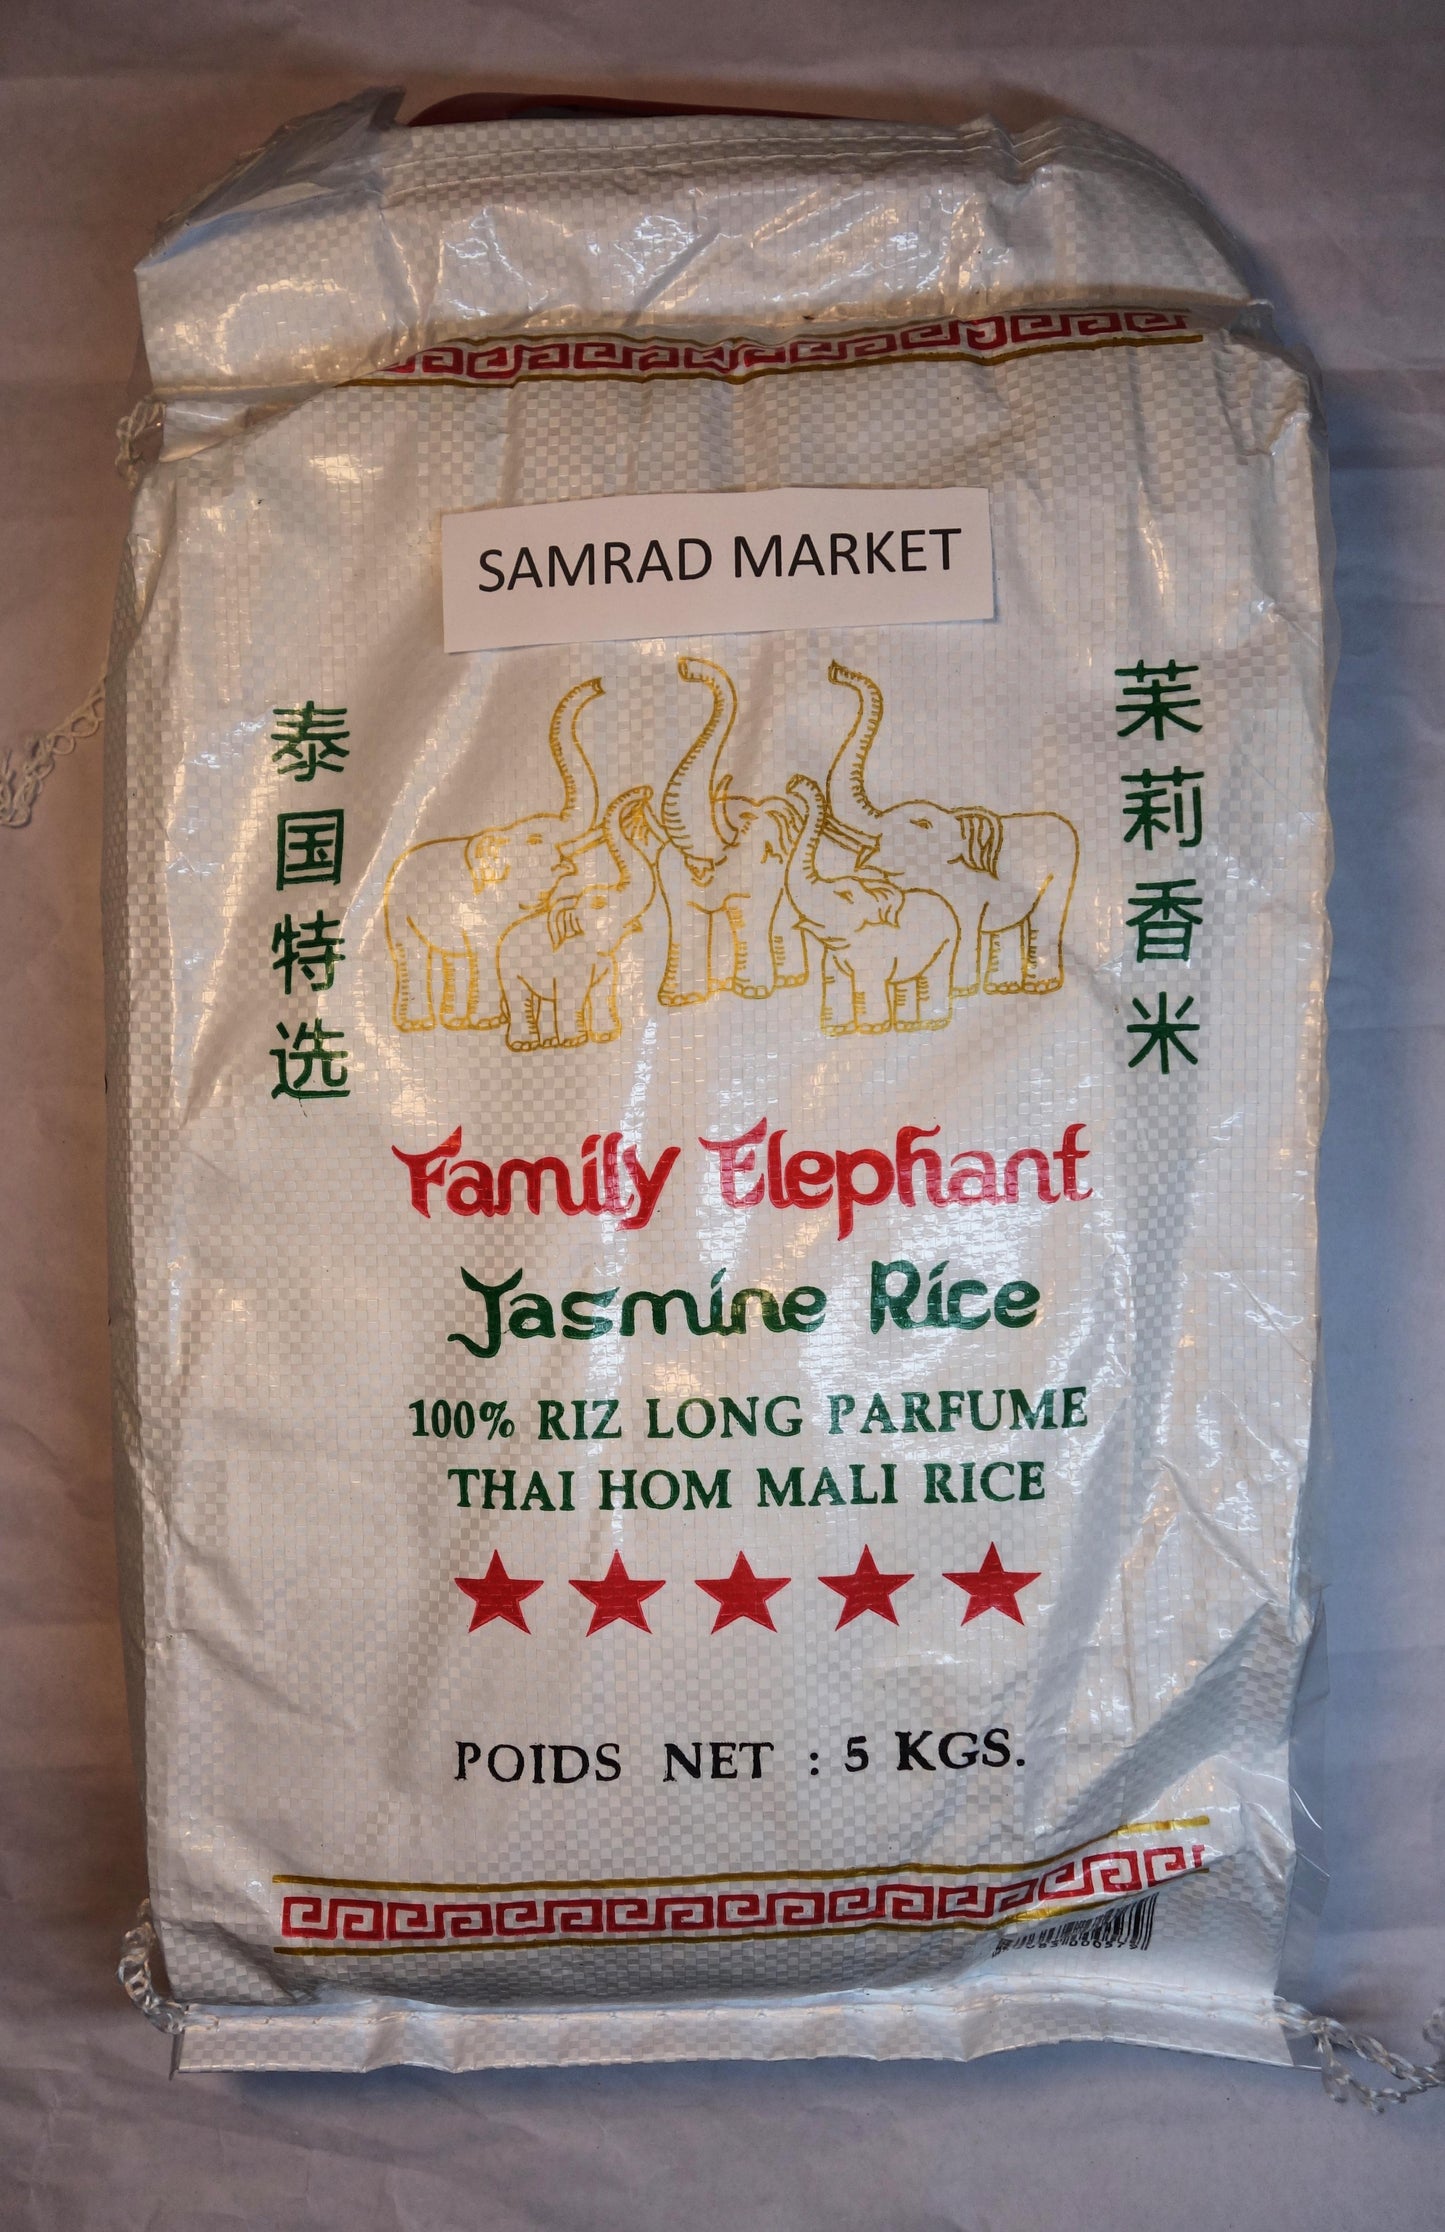 SAMRAD MARKET
泰国特选
茉莉香米
Family Elephant
Jasmine Rice
100% RIZ LONG PARFUME
THAI HOM MALI RICE
POIDS NET : 5 KGS.